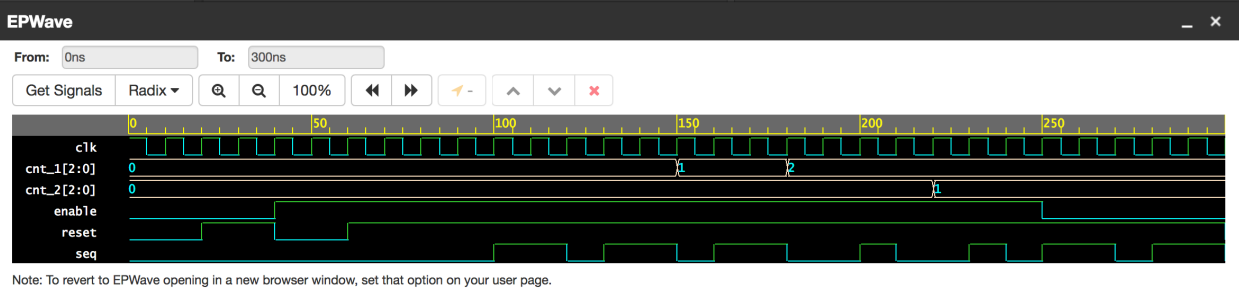 EPWave
From: 0ns To: 300ns
Get Signals Radix 100% -
0 50 100 150 200 250
clk
cnt_1[2:0] 0 1 2
cnt_2[2:0] 0 1
enable
reset
seq
Note: To revert to EPWave opening in a new browser window, set that option on your user page.